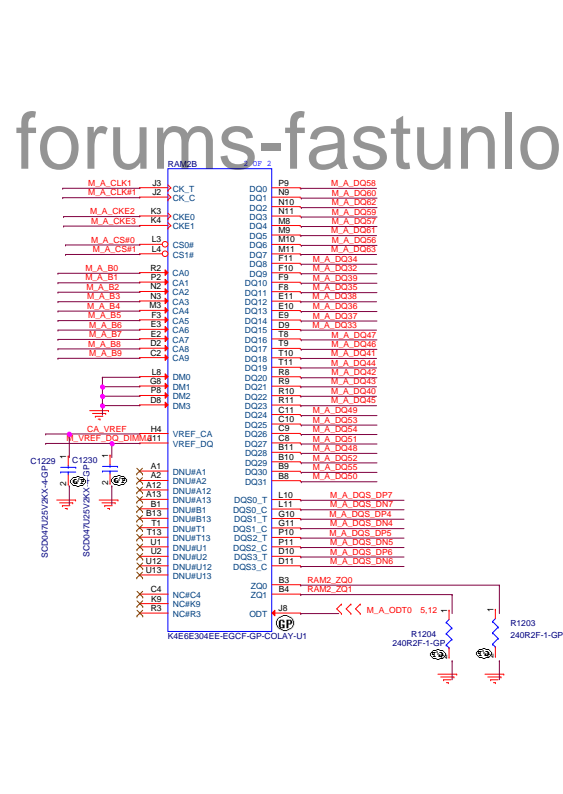 forums-fastunlo
RAM2B 2 OF 2
M_A_CLK1 J3 CK_T
M_A_CLK#1 J2 CK_C
M_A_CKE2 K3 CKE0
M_A_CKE3 K4 CKE1
M_A_CS#0 L3 CS0#
M_A_CS#1 L4 CS1#
M_A_B0 R2 CA0
M_A_B1 P2 CA1
M_A_B2 N2 CA2
M_A_B3 N3 CA3
M_A_B4 M3 CA4
M_A_B5 F3 CA5
M_A_B6 E3 CA6
M_A_B7 E2 CA7
M_A_B8 D2 CA8
M_A_B9 C2 CA9
L8 DM0
G8 DM1
P8 DM2
D8 DM3
CA_VREF H4 VREF_CA
M_VREF_DQ_DIMMA J11 VREF_DQ
C1229 1 2
SCD047U25V2KX-4-GP
C1230 1 2
A1 DNU#A1
A2 DNU#A2
A12 DNU#A12
A13 DNU#A13
B1 DNU#B1
B13 DNU#B13
T1 DNU#T1
T13 DNU#T13
U1 DNU#U1
U2 DNU#U2
U12 DNU#U12
U13 DNU#U13
C4 NC#C4
K9 NC#K9
R3 NC#R3
DQ0 P9 M_A_DQ58
DQ1 N9 M_A_DQ60
DQ2 N10 M_A_DQ62
DQ3 N11 M_A_DQ59
DQ4 M8 M_A_DQ57
DQ5 M9 M_A_DQ61
DQ6 M10 M_A_DQ56
DQ7 M11 M_A_DQ63
DQ8 F11 M_A_DQ34
DQ9 F10 M_A_DQ32
DQ10 F9 M_A_DQ39
DQ11 F8 M_A_DQ35
DQ12 E11 M_A_DQ38
DQ13 E10 M_A_DQ36
DQ14 E9 M_A_DQ37
DQ15 D9 M_A_DQ33
DQ16 T8 M_A_DQ47
DQ17 T9 M_A_DQ46
DQ18 T10 M_A_DQ41
DQ19 T11 M_A_DQ44
DQ20 R8 M_A_DQ42
DQ21 R9 M_A_DQ43
DQ22 R10 M_A_DQ40
DQ23 R11 M_A_DQ45
DQ24 C11 M_A_DQ49
DQ25 C10 M_A_DQ53
DQ26 C9 M_A_DQ54
DQ27 C8 M_A_DQ51
DQ28 B11 M_A_DQ48
DQ29 B10 M_A_DQ52
DQ30 B9 M_A_DQ55
DQ31 B8 M_A_DQ50
DQS0_T L10 M_A_DQS_DP7
DQS0_C L11 M_A_DQS_DN7
DQS1_T G10 M_A_DQS_DP4
DQS1_C G11 M_A_DQS_DN4
DQS2_T P10 M_A_DQS_DP5
DQS2_C P11 M_A_DQS_DN5
DQS3_T D10 M_A_DQS_DP6
DQS3_C D11 M_A_DQS_DN6
ZQ0 B3 RAM2_ZQ0
ZQ1 B4 RAM2_ZQ1
ODT J8 M_A_ODT0 5,12
GP
K4E6E304EE-EGCF-GP-COLAY-U1
R1204 1
240R2F-1-GP
R1203 1
240R2F-1-GP